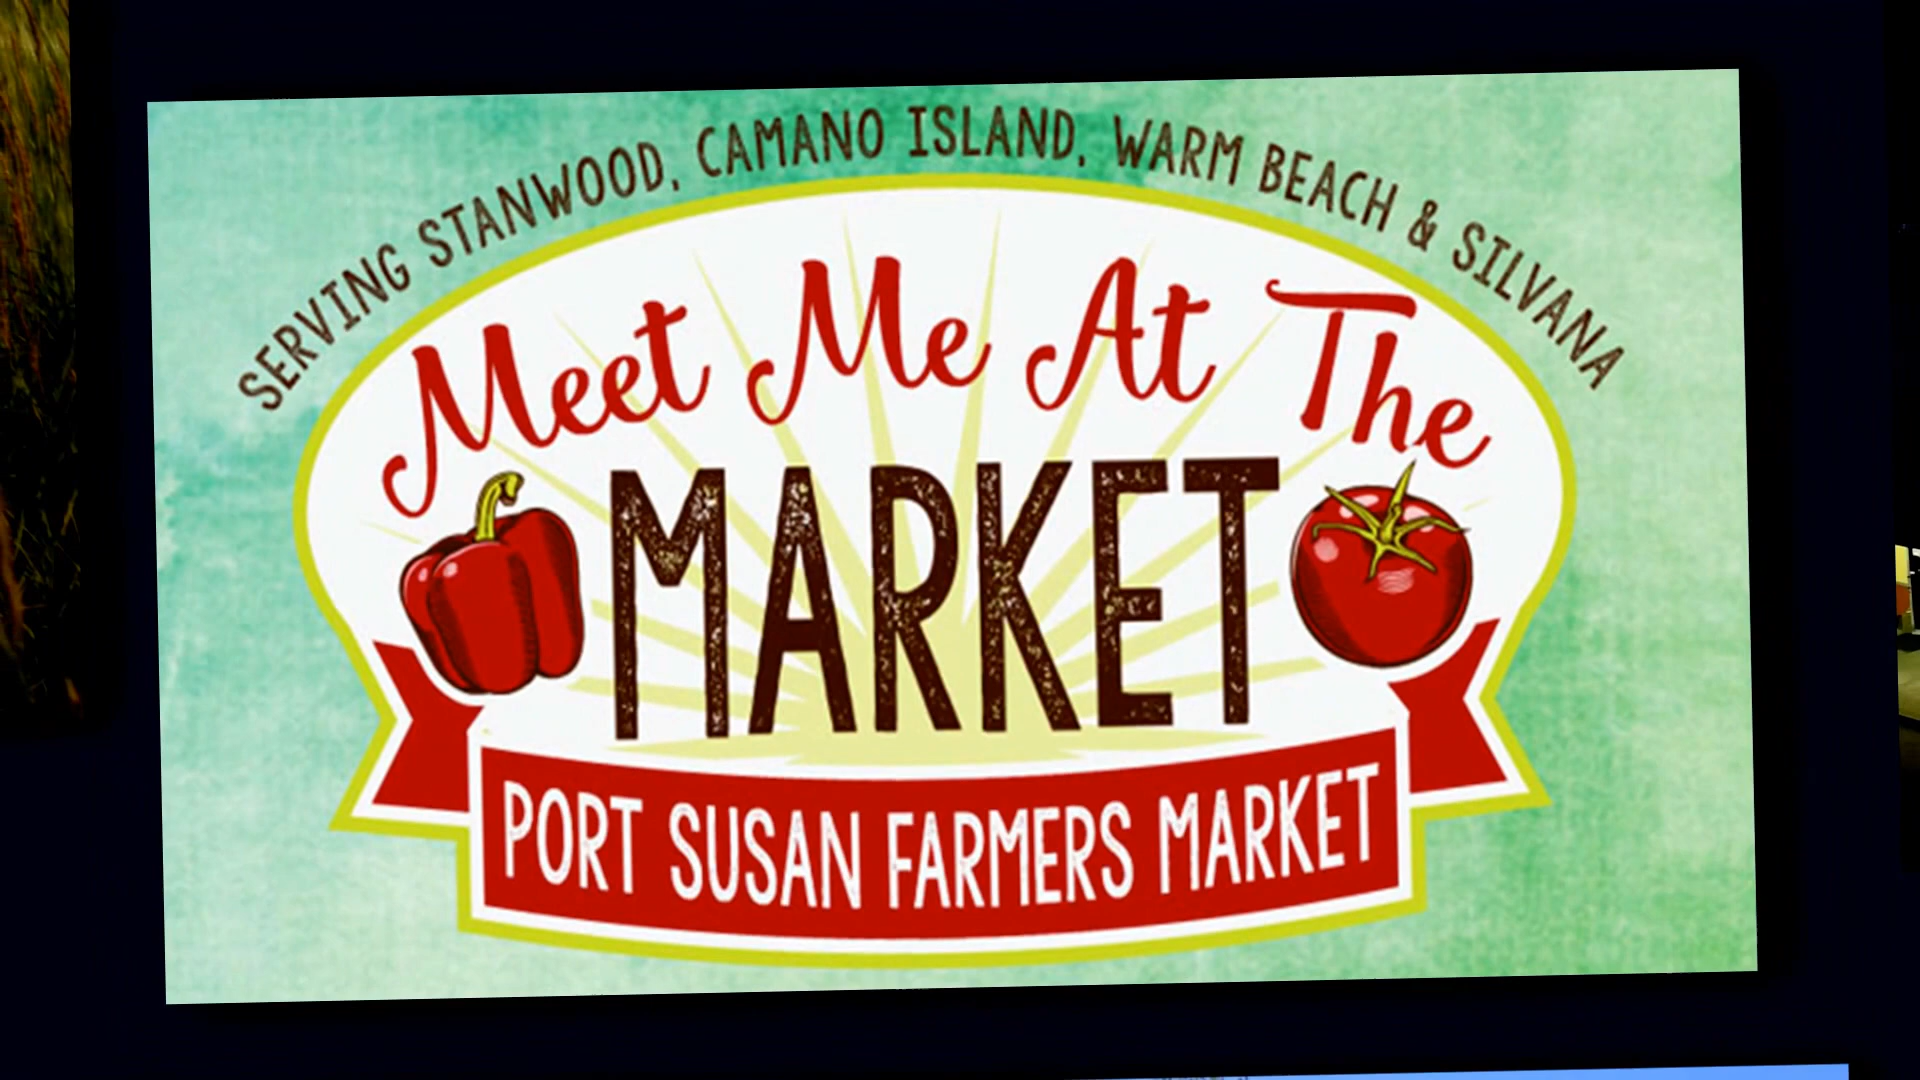 SERVING STANWOOD, CAMANO ISLAND, WARM BEACH & SILVANA
Meet Me At The
MARKET
PORT SUSAN FARMERS MARKET